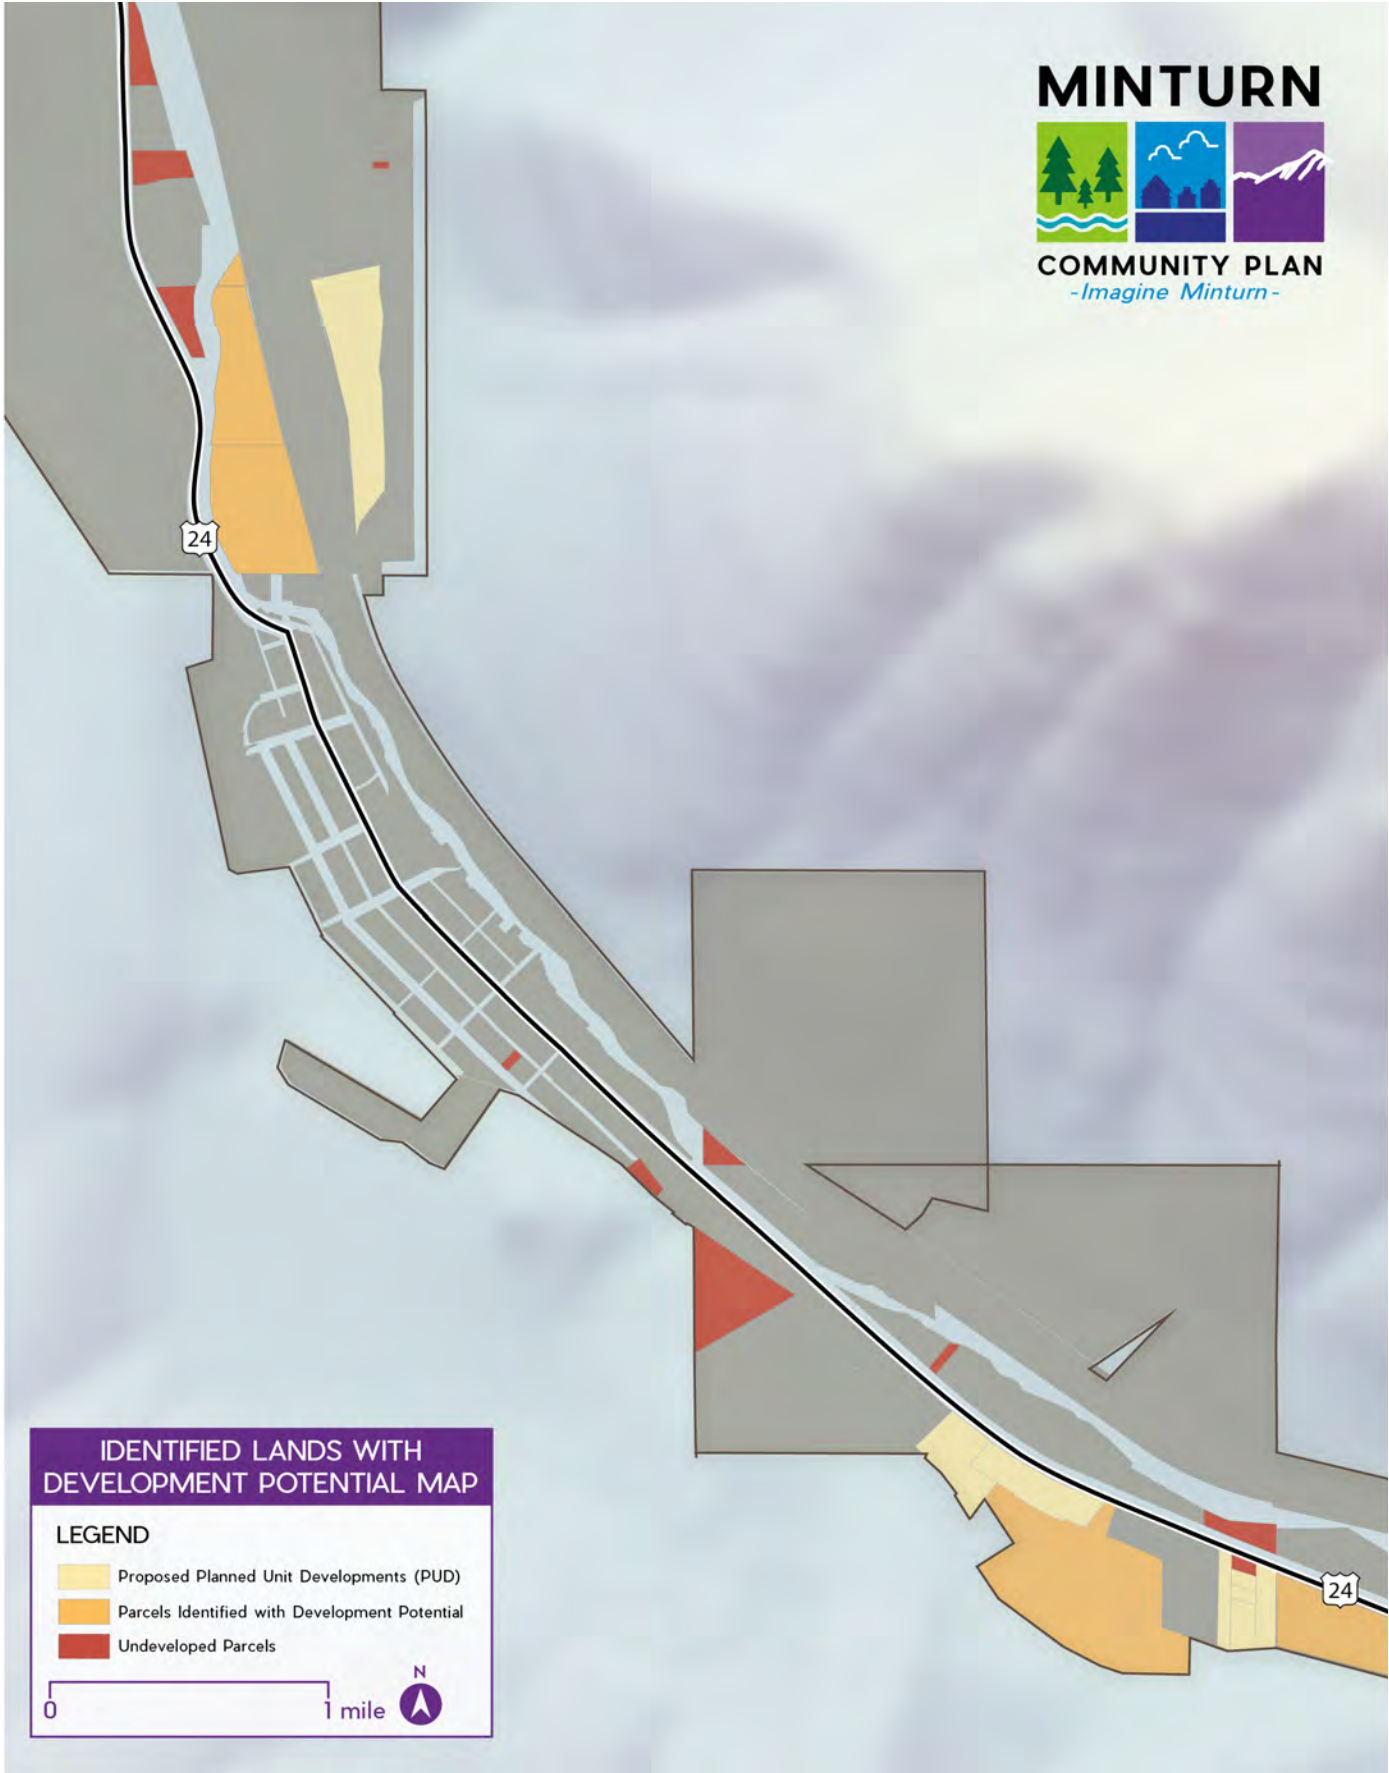 MINTURN
COMMUNITY PLAN
-Imagine Minturn-
24
24
IDENTIFIED LANDS WITH
DEVELOPMENT POTENTIAL MAP
LEGEND
Proposed Planned Unit Developments (PUD)
Parcels Identified with Development Potential
Undeveloped Parcels
N
0 1 mile